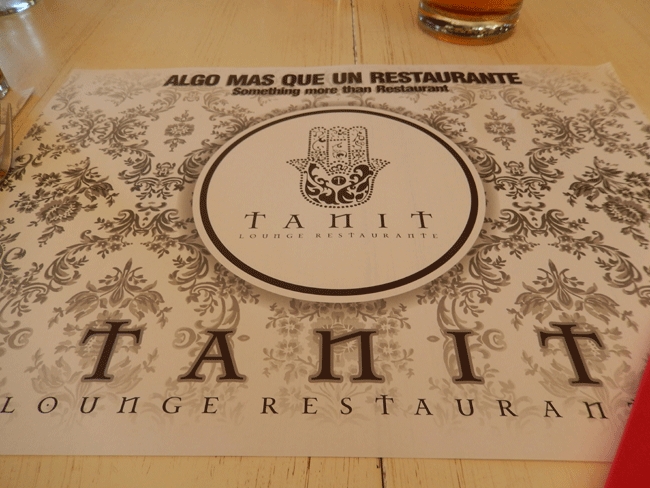 ALGO MAS QUE UN RESTAURANTE
Something more than Restaurant
TANIT
LOUNGE RESTAURANTE
TANIT
LOUNGE RESTAURANT